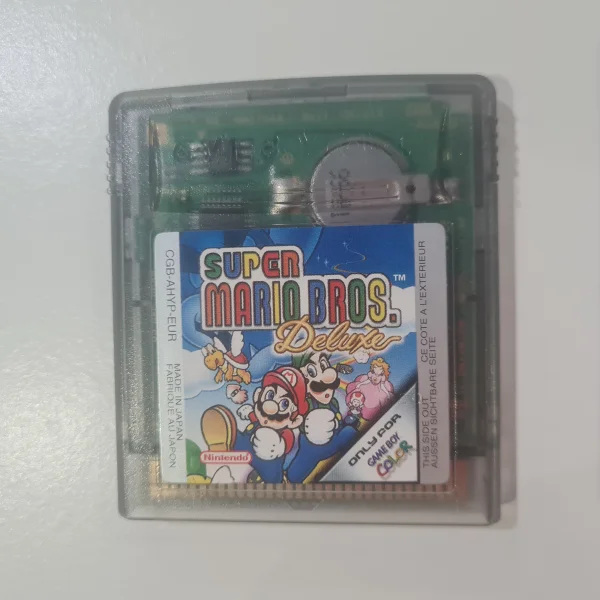 SUPER
MARIO BROS.
TM
Deluxe
CGB-AHYP-EUR
MADE IN JAPAN
FABRIQUÉ AU JAPON
Nintendo
ONLY FOR
GAME BOY
COLOR
THIS SIDE OUT CE COTE A L'EXTERIEUR
AUSSEN SICHTBARE SEITE